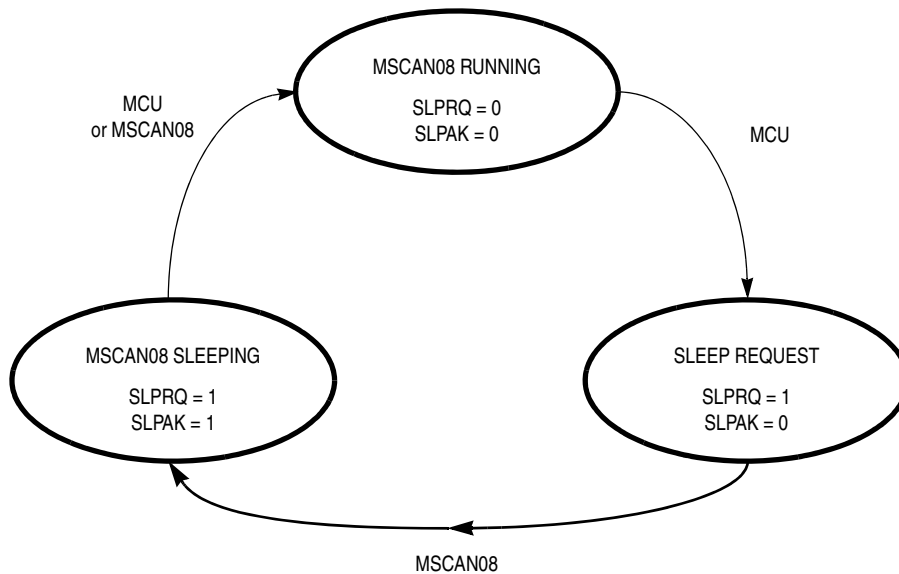 MSCAN08 RUNNING
SLPRQ = 0
SLPAK = 0
MCU
or MSCAN08
MCU
MSCAN08 SLEEPING
SLPRQ = 1
SLPAK = 1
SLEEP REQUEST
SLPRQ = 1
SLPAK = 0
MSCAN08